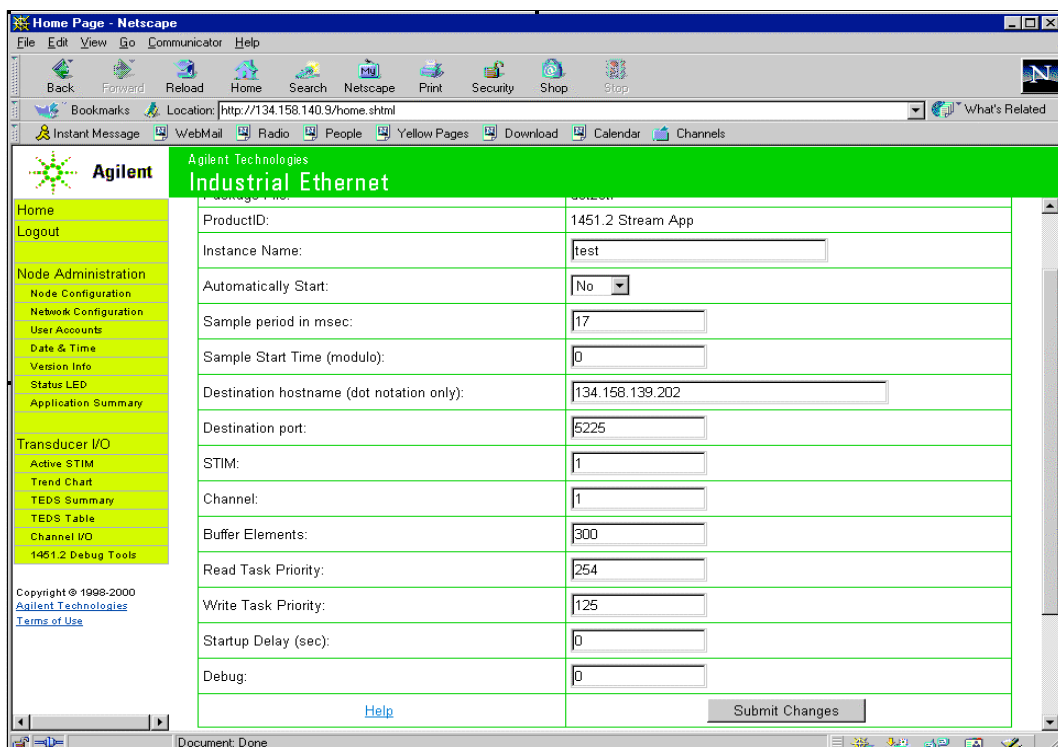 Home Page - Netscape
File Edit View Go Communicator Help
Back Forward Reload Home Search Netscape Print Security Shop Stop
My
N
Bookmarks Location: http://134.158.140.9/home.shtml What's Related
Instant Message WebMail Radio People Yellow Pages Download Calendar Channels
Agilent
Agilent Technologies
Industrial Ethernet
Home
Logout
Node Administration
Node Configuration
Network Configuration
User Accounts
Date & Time
Version Info
Status LED
Application Summary
Transducer I/O
Active STIM
Trend Chart
TEDS Summary
TEDS Table
Channel I/O
1451.2 Debug Tools
Copyright © 1998-2000
Agilent Technologies
Terms of Use
ProductID: 1451.2 Stream App
Instance Name: test
Automatically Start: No
Sample period in msec: 17
Sample Start Time (modulo): 0
Destination hostname (dot notation only): 134.158.139.202
Destination port: 5225
STIM: 1
Channel: 1
Buffer Elements: 300
Read Task Priority: 254
Write Task Priority: 125
Startup Delay (sec): 0
Debug: 0
Help Submit Changes
Document: Done